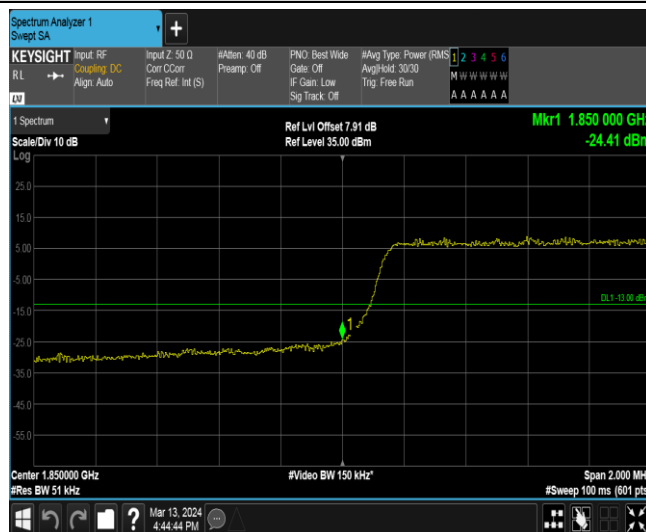 Spectrum Analyzer 1
Swept SA
KEYSIGHT
RL
LXI
Input: RF
Coupling: DC
Align: Auto
Input Z: 50 Ω
Corr CCorr
Freq Ref: Int (S)
#Atten: 40 dB
Preamp: Off
PNO: Best Wide
Gate: Off
IF Gain: Low
Sig Track: Off
#Avg Type: Power (RMS
Avg|Hold: 30/30
Trig: Free Run
1 2 3 4 5 6
M W W W W W
A A A A A A
1 Spectrum
Scale/Div 10 dB
Log
Ref Lvl Offset 7.91 dB
Ref Level 35.00 dBm
Mkr1 1.850 000 GHz
-24.41 dBm
25.0
15.0
5.00
-5.00
DL1 -13.00 dBm
-15.0
1
-25.0
-35.0
-45.0
-55.0
Center 1.850000 GHz
#Res BW 51 kHz
#Video BW 150 kHz*
Span 2.000 MH
#Sweep 100 ms (601 pts
?
Mar 13, 2024
4:44:44 PM